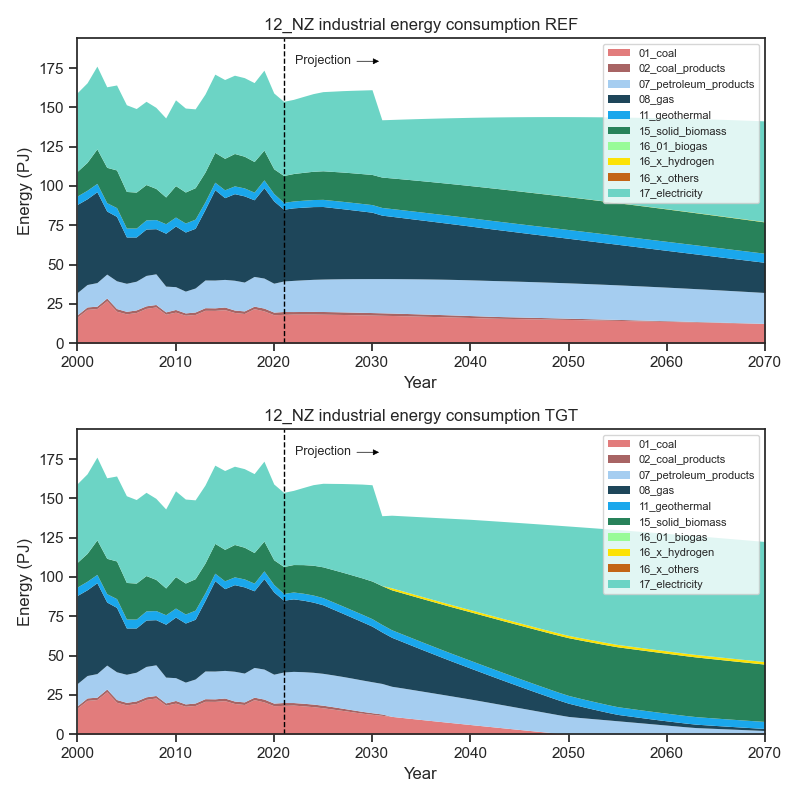 12_NZ industrial energy consumption REF
Projection
01_coal
02_coal_products
07_petroleum_products
08_gas
11_geothermal
15_solid_biomass
16_01_biogas
16_x_hydrogen
16_x_others
17_electricity
Energy (PJ)
175
150
125
100
75
50
25
0
2000 2010 2020 2030 2040 2050 2060 2070
Year
12_NZ industrial energy consumption TGT
Projection
01_coal
02_coal_products
07_petroleum_products
08_gas
11_geothermal
15_solid_biomass
16_01_biogas
16_x_hydrogen
16_x_others
17_electricity
Energy (PJ)
175
150
125
100
75
50
25
0
2000 2010 2020 2030 2040 2050 2060 2070
Year